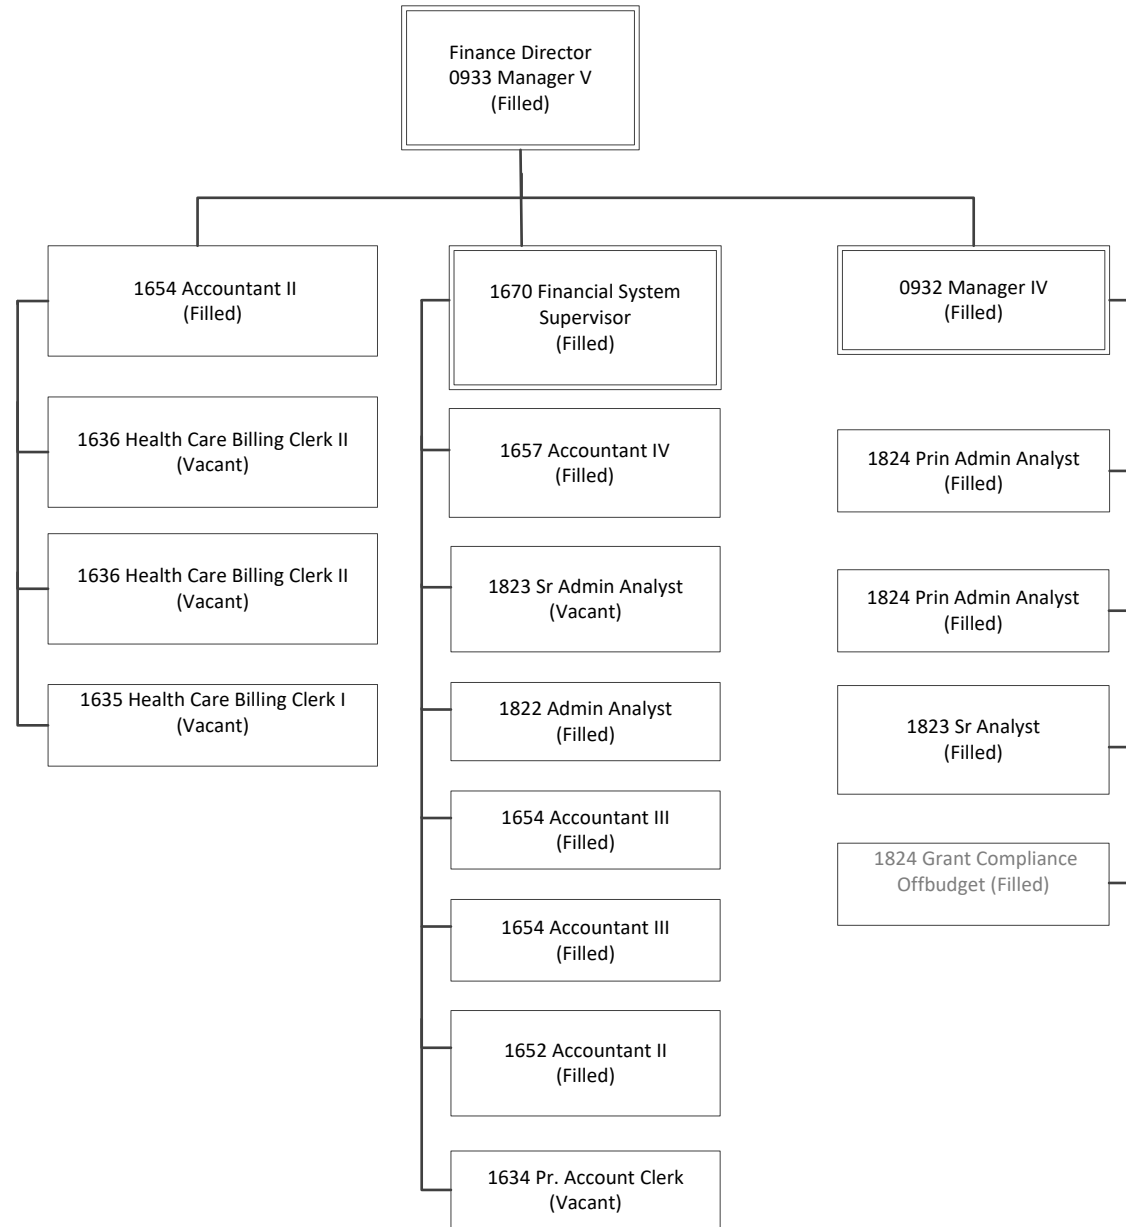 Finance Director
0933 Manager V
(Filled)
1654 Accountant II
(Filled)
1636 Health Care Billing Clerk II
(Vacant)
1636 Health Care Billing Clerk II
(Vacant)
1635 Health Care Billing Clerk I
(Vacant)
1670 Financial System
Supervisor
(Filled)
1657 Accountant IV
(Filled)
1823 Sr Admin Analyst
(Vacant)
1822 Admin Analyst
(Filled)
1654 Accountant III
(Filled)
1654 Accountant III
(Filled)
1652 Accountant II
(Filled)
1634 Pr. Account Clerk
(Vacant)
0932 Manager IV
(Filled)
1824 Prin Admin Analyst
(Filled)
1824 Prin Admin Analyst
(Filled)
1823 Sr Analyst
(Filled)
1824 Grant Compliance
Offbudget (Filled)